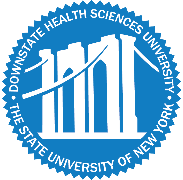 DOWNSTATE HEALTH SCIENCES UNIVERSITY
THE STATE UNIVERSITY OF NEW YORK